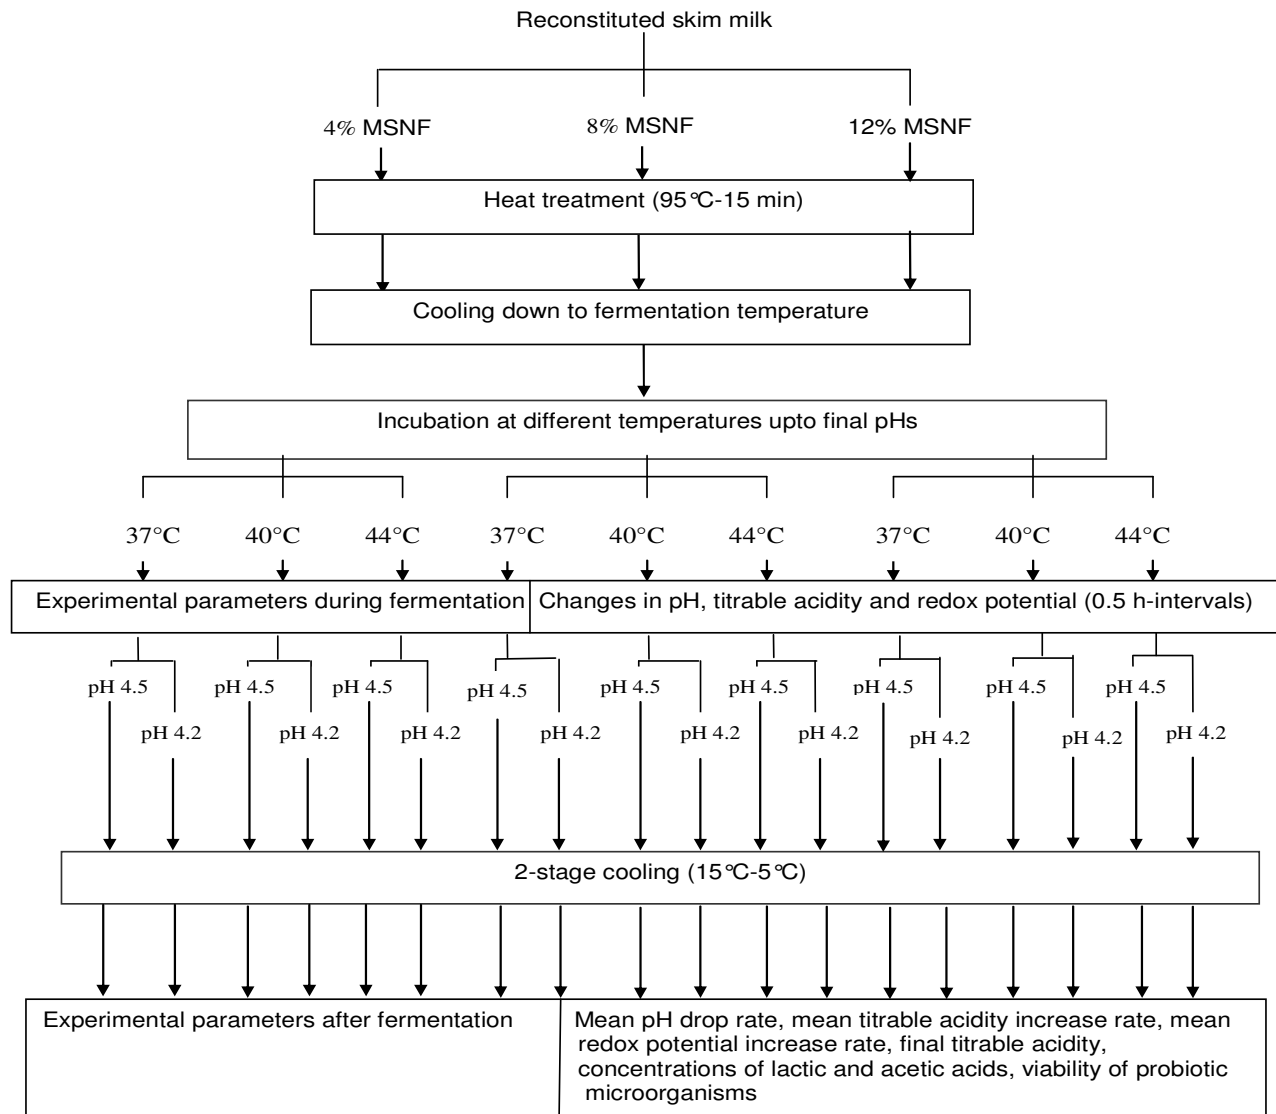 Reconstituted skim milk
4% MSNF
8% MSNF
12% MSNF
Heat treatment (95°C-15 min)
Cooling down to fermentation temperature
Incubation at different temperatures upto final pHs
37°C
40°C
44°C
37°C
40°C
44°C
37°C
40°C
44°C
Experimental parameters during fermentation
Changes in pH, titrable acidity and redox potential (0.5 h-intervals)
pH 4.5
pH 4.2
pH 4.5
pH 4.2
pH 4.5
pH 4.2
pH 4.5
pH 4.2
pH 4.5
pH 4.2
pH 4.5
pH 4.2
pH 4.5
pH 4.2
pH 4.5
pH 4.2
pH 4.5
pH 4.2
2-stage cooling (15°C-5°C)
Experimental parameters after fermentation
Mean pH drop rate, mean titrable acidity increase rate, mean
redox potential increase rate, final titrable acidity,
concentrations of lactic and acetic acids, viability of probiotic
microorganisms